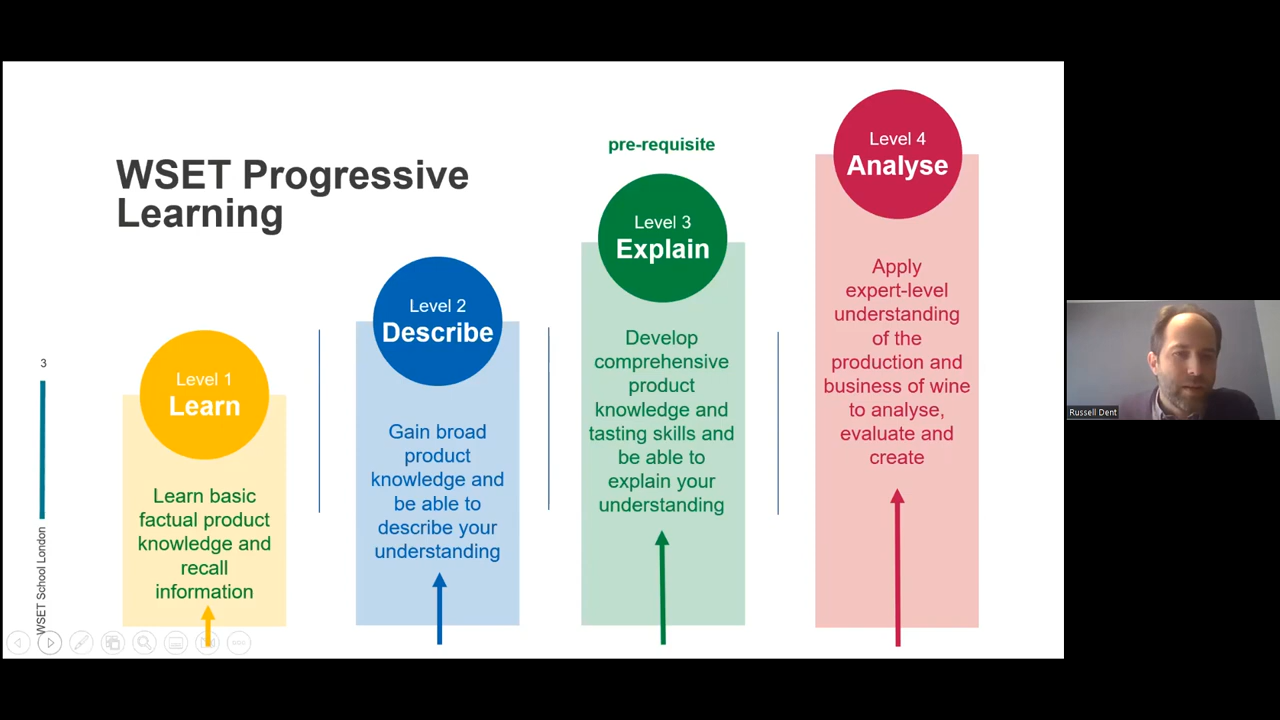 WSET Progressive
Learning
Level 1
Learn
Learn basic
factual product
knowledge and
recall
information
Level 2
Describe
Gain broad
product
knowledge and
be able to
describe your
understanding
pre-requisite
Level 3
Explain
Develop
comprehensive
product
knowledge and
tasting skills and
be able to
explain your
understanding
Level 4
Analyse
Apply
expert-level
understanding
of the
production and
business of wine
to analyse,
evaluate and
create
3
WSET School London
Russell Dent